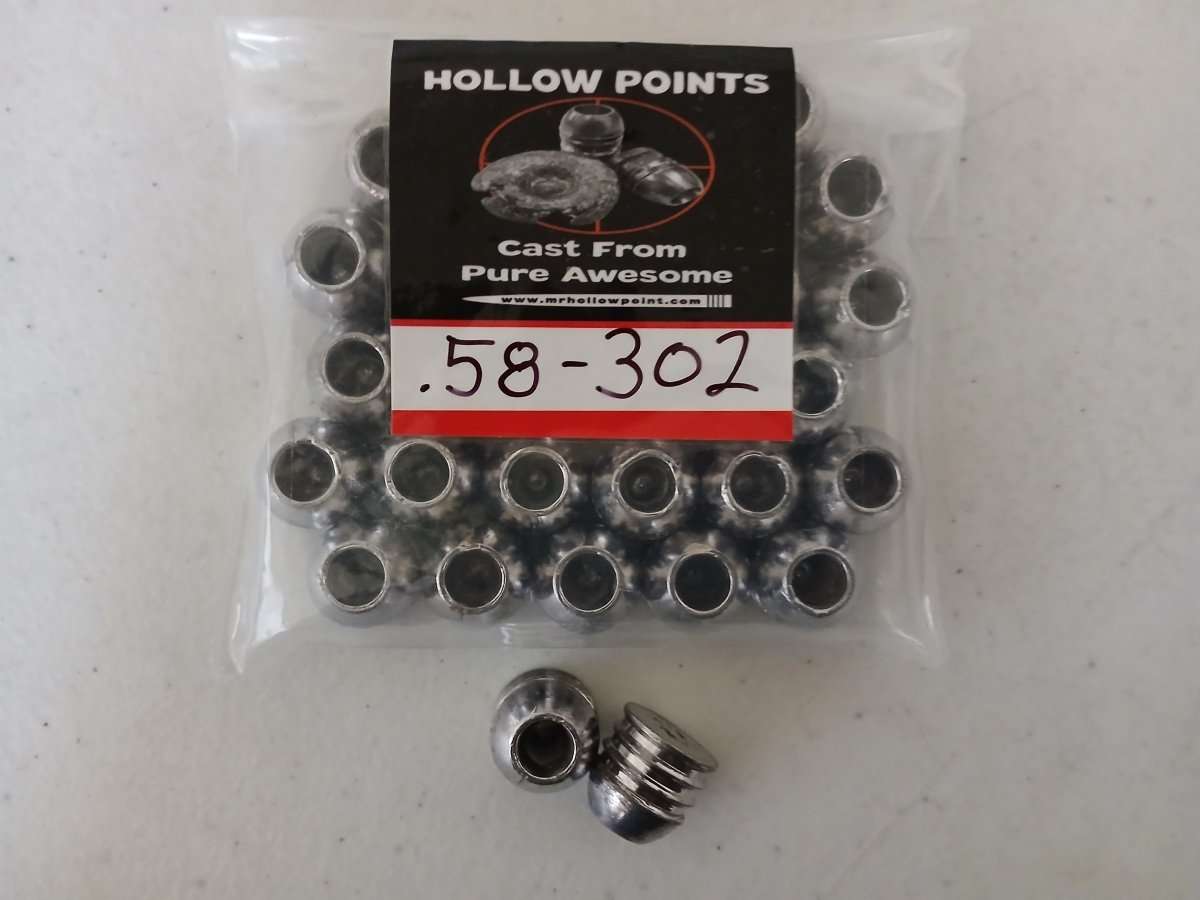 HOLLOW POINTS
Cast From
Pure Awesome
www.mrhollowpoint.com
.58-302